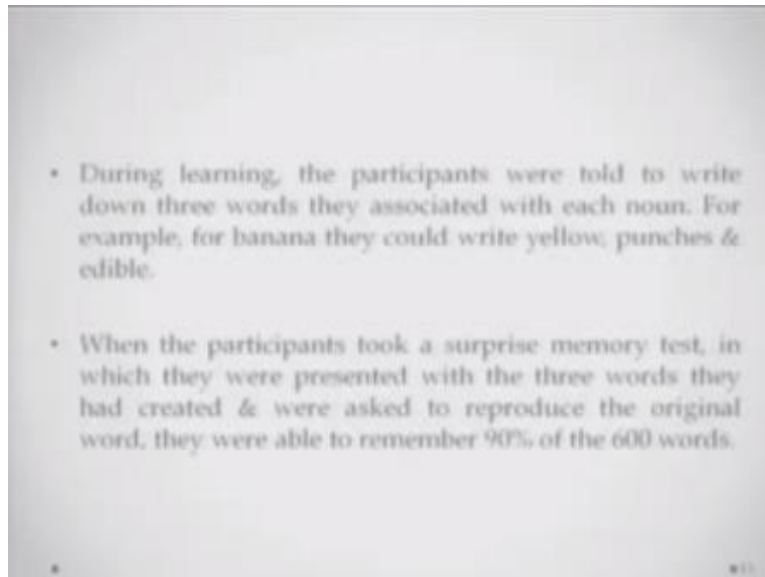 • During learning, the participants were told to write
down three words they associated with each noun. For
example, for banana they could write yellow, punches &
edible.
• When the participants took a surprise memory test, in
which they were presented with the three words they
had created & were asked to reproduce the original
word, they were able to remember 90% of the 600 words.